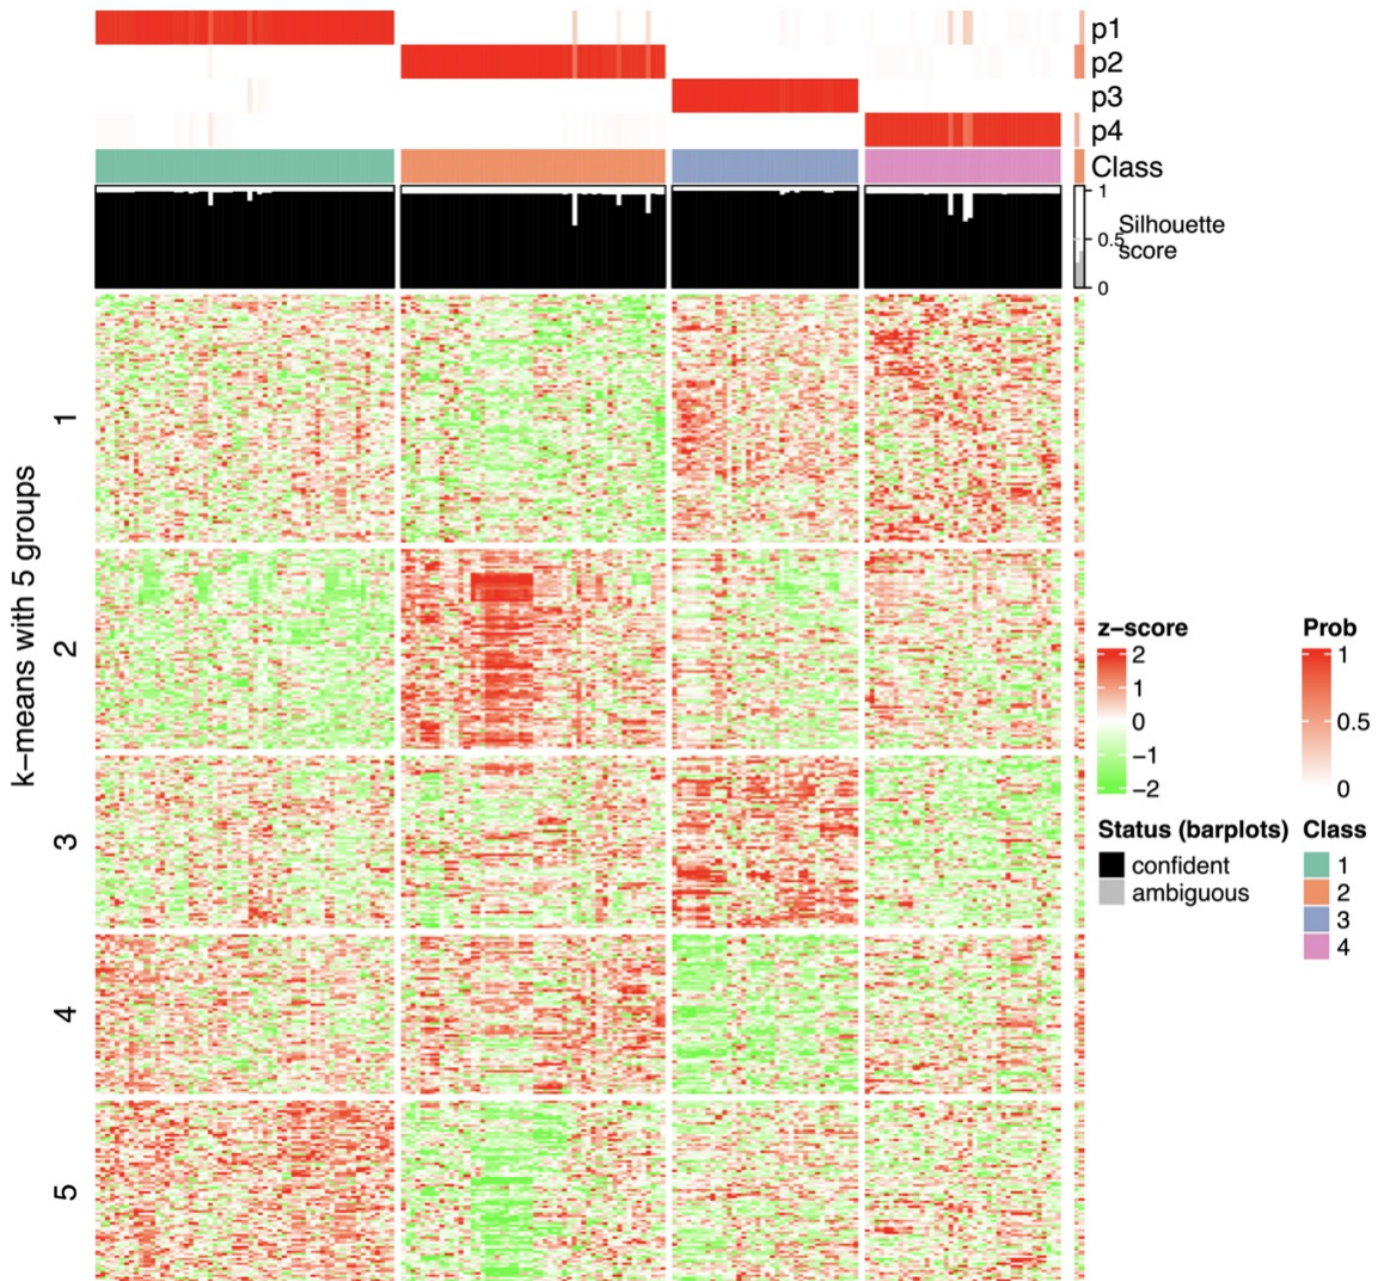 p1
p2
p3
p4
Class
1
0.5
0
Silhouette
score
k−means with 5 groups
1
2
3
4
5
z−score
2
1
0
−1
−2
Prob
1
0.5
0
Status (barplots)
confident
ambiguous
Class
1
2
3
4